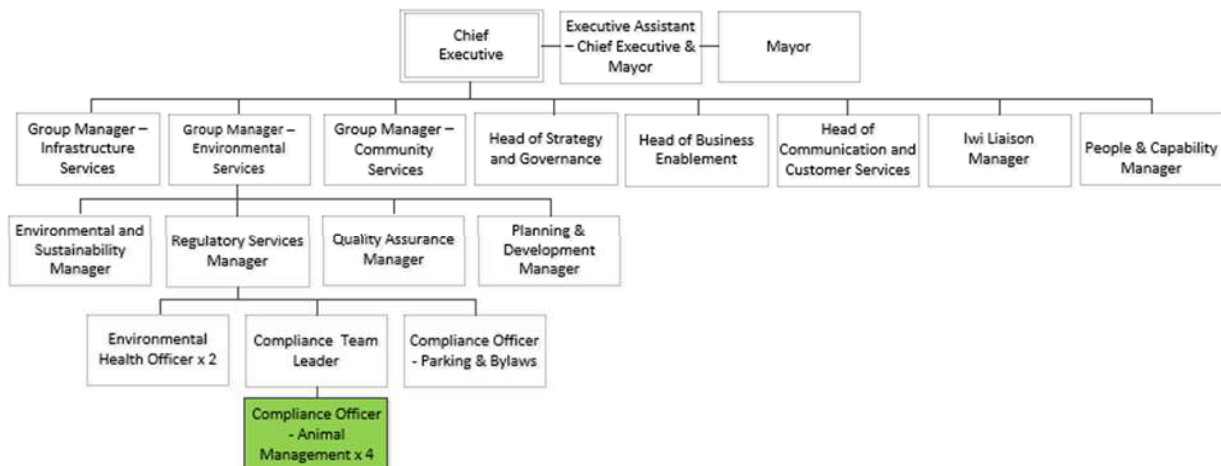 Chief
Executive
Executive Assistant
– Chief Executive &
Mayor
Mayor
Group Manager –
Infrastructure
Services
Group Manager –
Environmental
Services
Group Manager –
Community
Services
Head of Strategy
and Governance
Head of Business
Enablement
Head of
Communication and
Customer Services
Iwi Liaison
Manager
People & Capability
Manager
Environmental and
Sustainability
Manager
Regulatory Services
Manager
Quality Assurance
Manager
Planning &
Development
Manager
Environmental
Health Officer x 2
Compliance Team
Leader
Compliance Officer
- Parking & Bylaws
Compliance Officer
- Animal
Management x 4